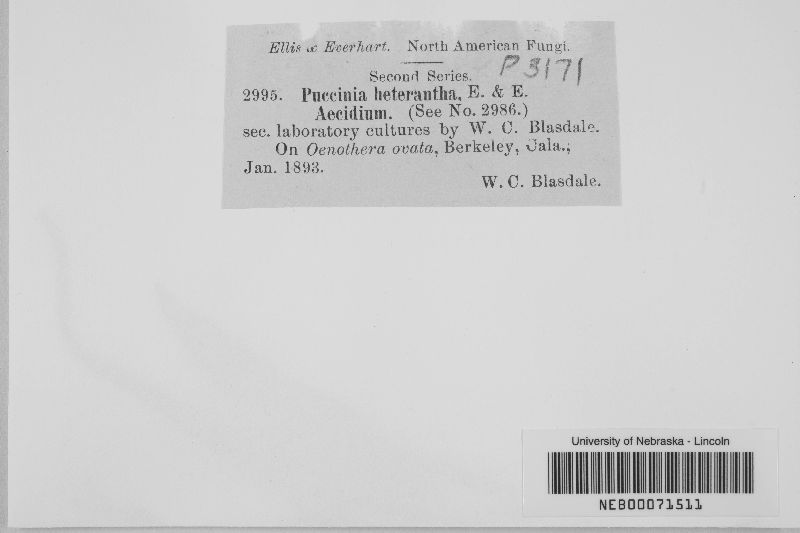 Ellis & Everhart. North American Fungi.
Second Series.
P 3171
2995. Puccinia heterantha, E. & E.
Aecidium. (See No. 2986.)
sec. laboratory cultures by W. C. Blasdale.
On Oenothera ovata, Berkeley, Cala.,
Jan. 1893.
W. C. Blasdale.
University of Nebraska - Lincoln
NEB00071511